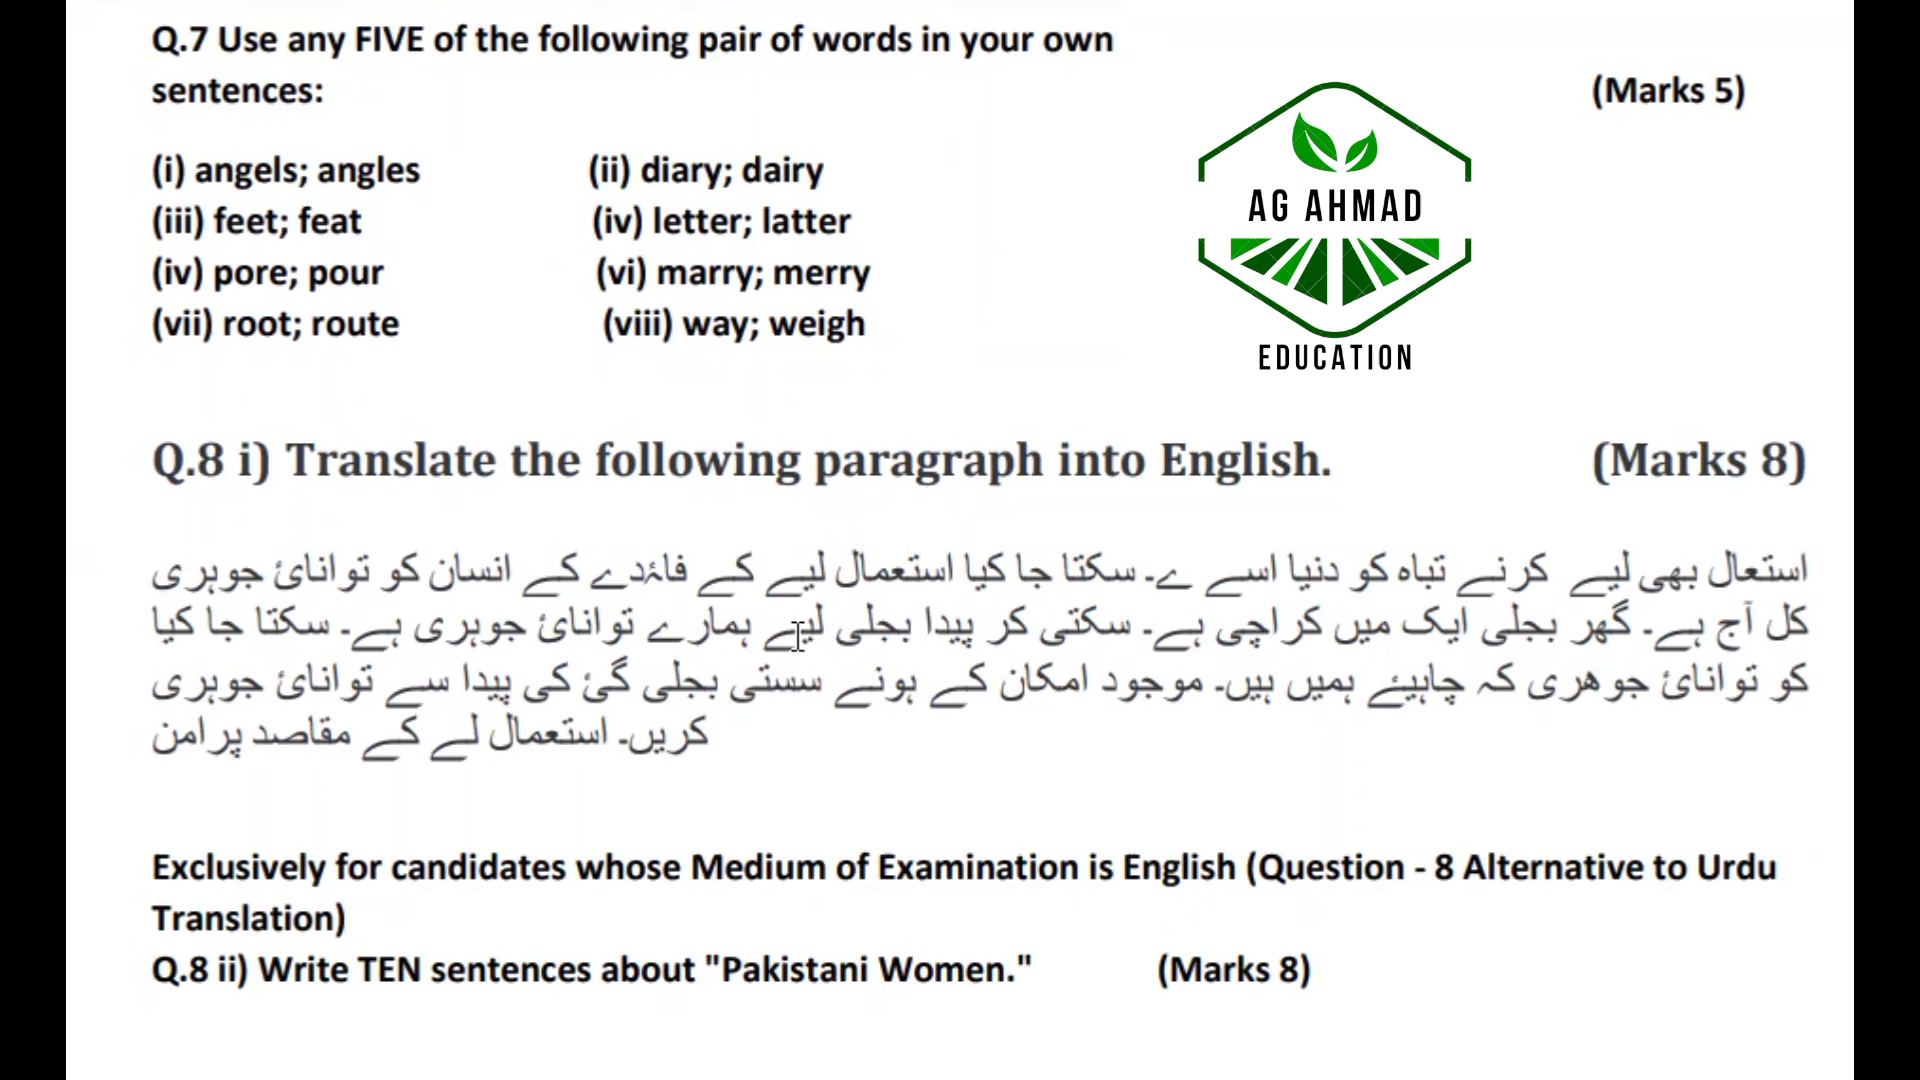 Q.7 Use any FIVE of the following pair of words in your own
sentences: (Marks 5)
(i) angels; angles (ii) diary; dairy
(iii) feet; feat (iv) letter; latter
(iv) pore; pour (vi) marry; merry
(vii) root; route (viii) way; weigh
AG AHMAD
EDUCATION
Q.8 i) Translate the following paragraph into English. (Marks 8)
استعال بھی لیے کرنے تباہ کو دنیا اسے ے۔ سکتا جا کیا استعمال لیے کے فائدے کے انسان کو توانائ جوہری
کل آج ہے۔ گھر بجلی ایک میں کراچی ہے۔ سکتی کر پیدا بجلی لیے ہمارے توانائ جوہری ہے۔ سکتا جا کیا
کو توانائ جوھری کہ چاہیئے ہمیں ہیں۔ موجود امکان کے ہونے سستی بجلی گئ کی پیدا سے توانائ جوہری
کریں۔ استعمال لے کے مقاصد پرامن
Exclusively for candidates whose Medium of Examination is English (Question - 8 Alternative to Urdu
Translation)
Q.8 ii) Write TEN sentences about "Pakistani Women." (Marks 8)